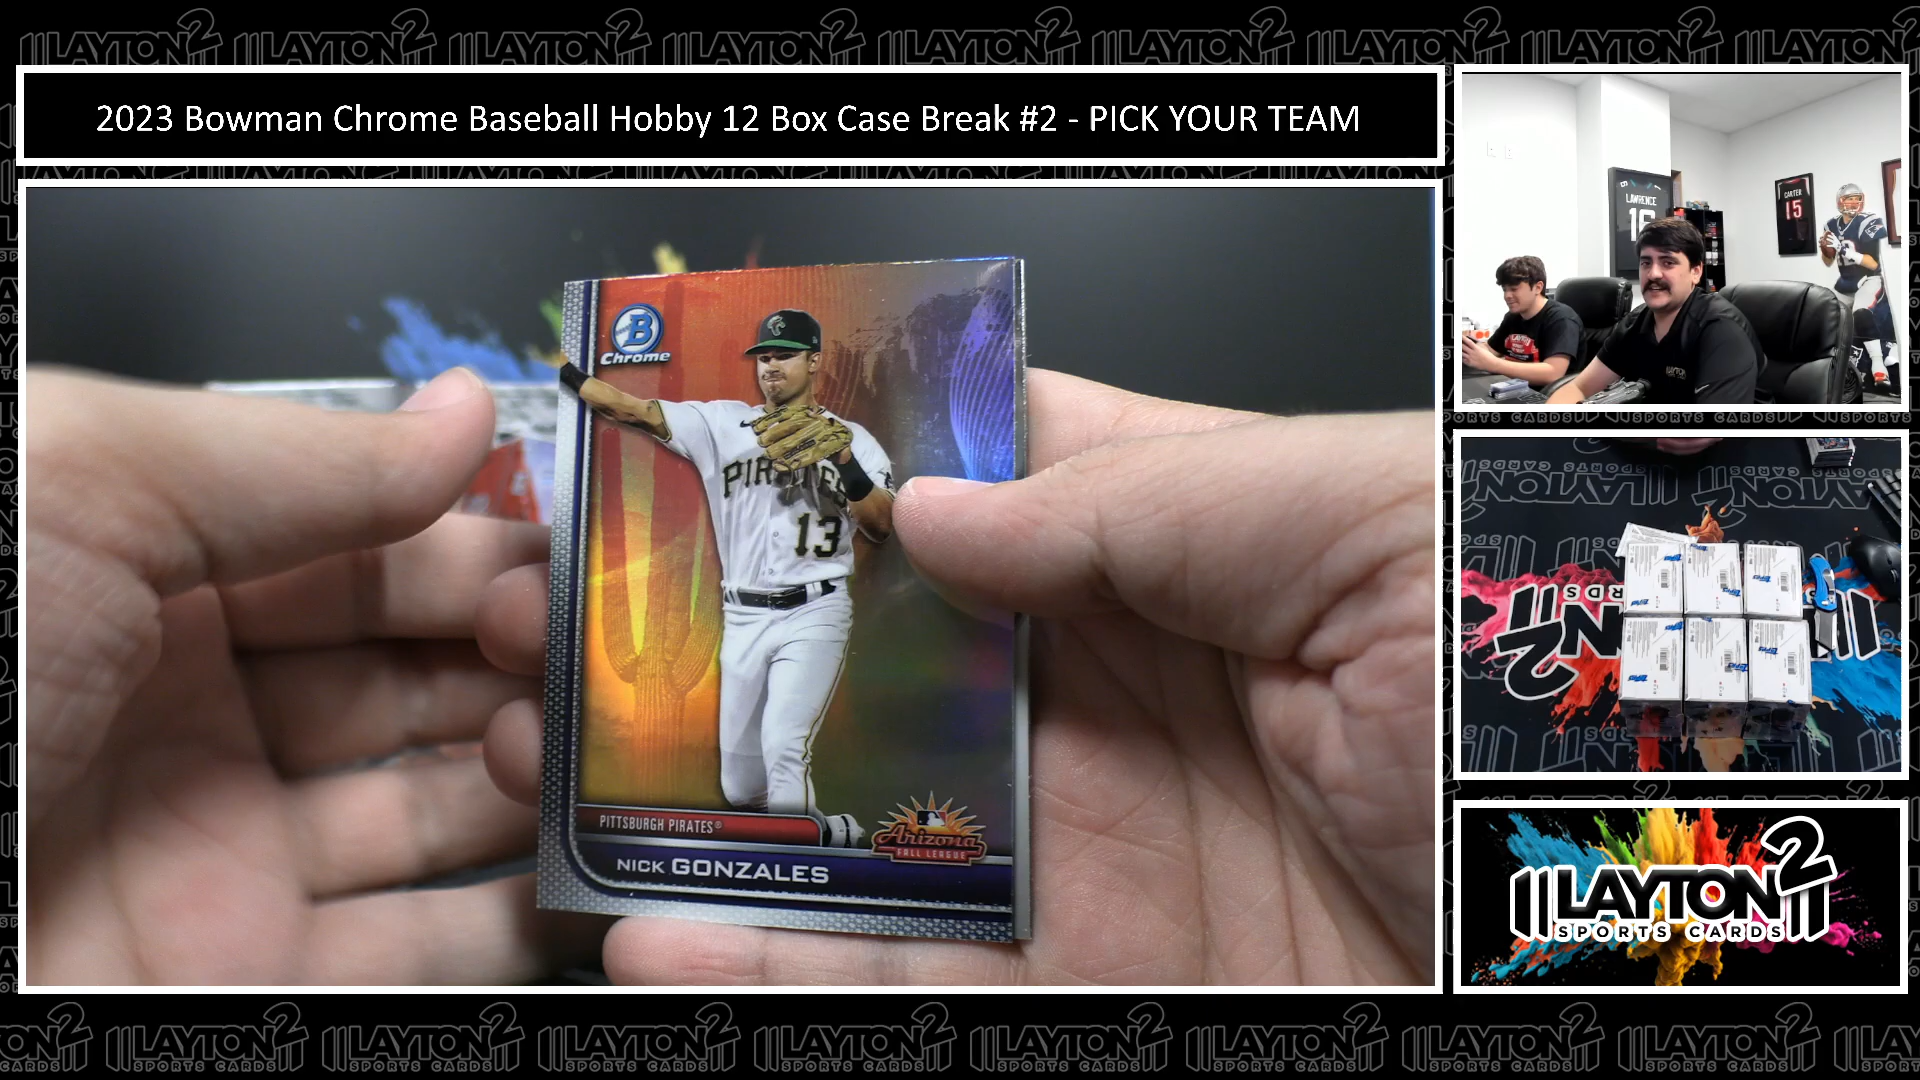 2023 Bowman Chrome Baseball Hobby 12 Box Case Break #2 - PICK YOUR TEAM
B
Chrome
PIRATES
13
PITTSBURGH PIRATES®
Arizona
FALL LEAGUE
NICK GONZALES
LAWRENCE
16
CARTER
15
LAYTON 2
SPORTS CARDS